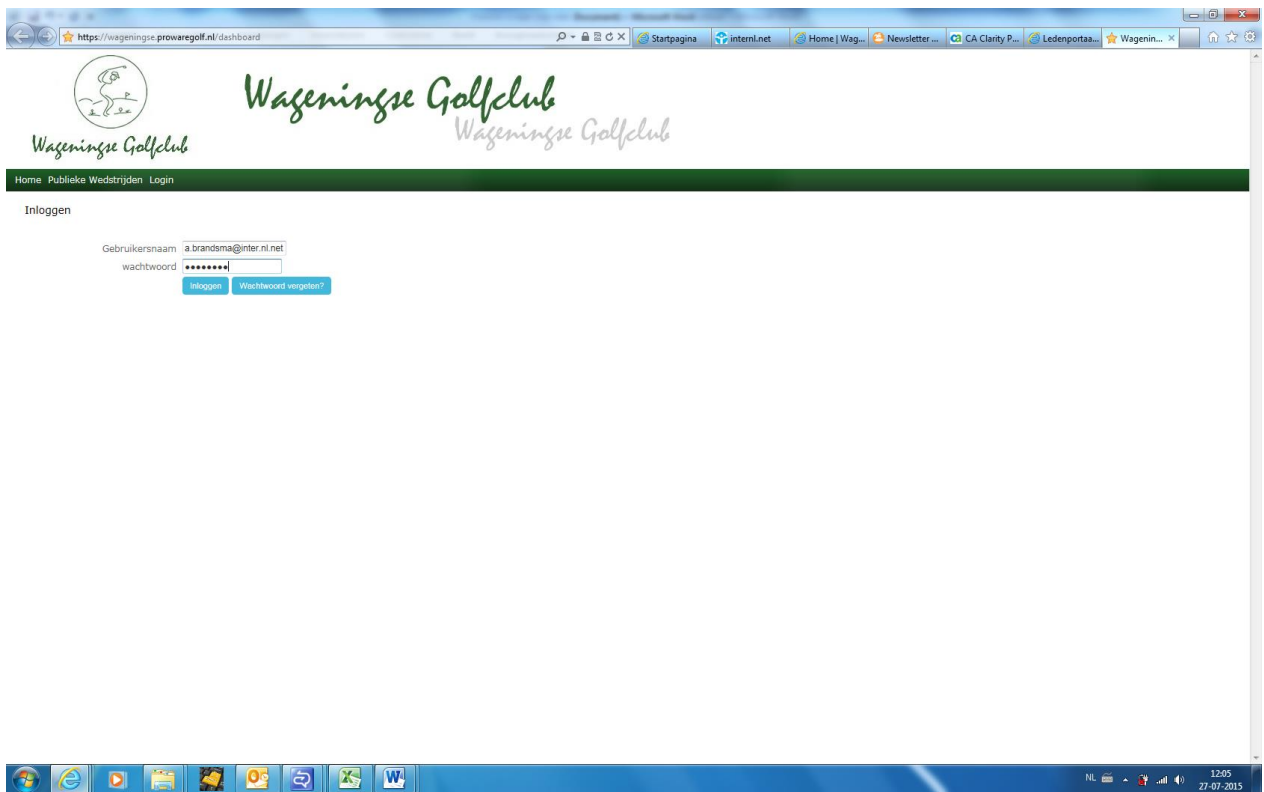 https://wageningse.prowaregolf.nl/dashboard
Startpagina
internl.net
Home | Wag...
Newsletter ...
CA Clarity P...
Ledenportaa...
Wagenin...
Wageningse Golfclub
Wageningse Golfclub
Wageningse Golfclub
Home Publieke Wedstrijden Login
Inloggen
Gebruikersnaam a.brandsma@inter.nl.net
wachtwoord ••••••••
Inloggen Wachtwoord vergeten?
NL
12:05
27-07-2015